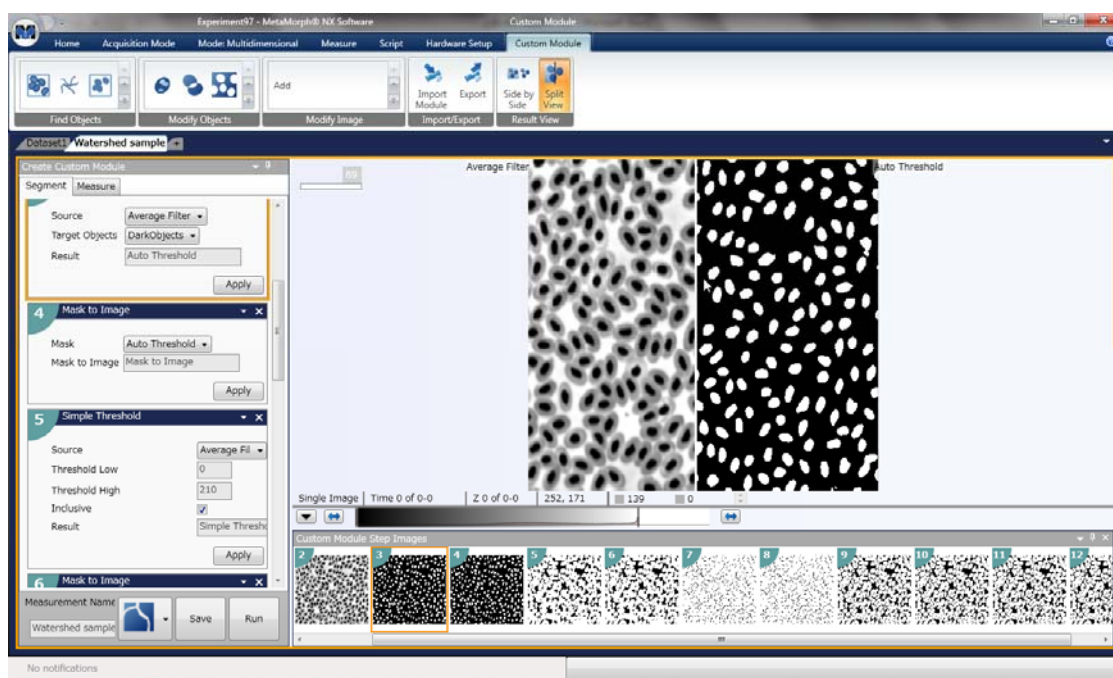 Experiment97 - MetaMorph® NX Software
Custom Module
Home Acquisition Mode Mode: Multidimensional Measure Script Hardware Setup Custom Module
Add
Import Module Export
Side by Side Split View
Find Objects Modify Objects Modify Image Import/Export Result View
Dataset1 Watershed sample +
Create Custom Module
Segment Measure
Source Average Filter
Target Objects DarkObjects
Result Auto Threshold
Apply
4 Mask to Image
Mask Auto Threshold
Mask to Image Mask to Image
Apply
5 Simple Threshold
Source Average Fil
Threshold Low 0
Threshold High 210
Inclusive
Result Simple Thresho
Apply
6 Mask to Image
Measurement Name
Watershed sample
Save Run
69
Average Filter
Auto Threshold
Single Image Time 0 of 0-0 Z 0 of 0-0 252, 171 139 0
Custom Module Step Images
2 3 4 5 6 7 8 9 10 11 12
No notifications